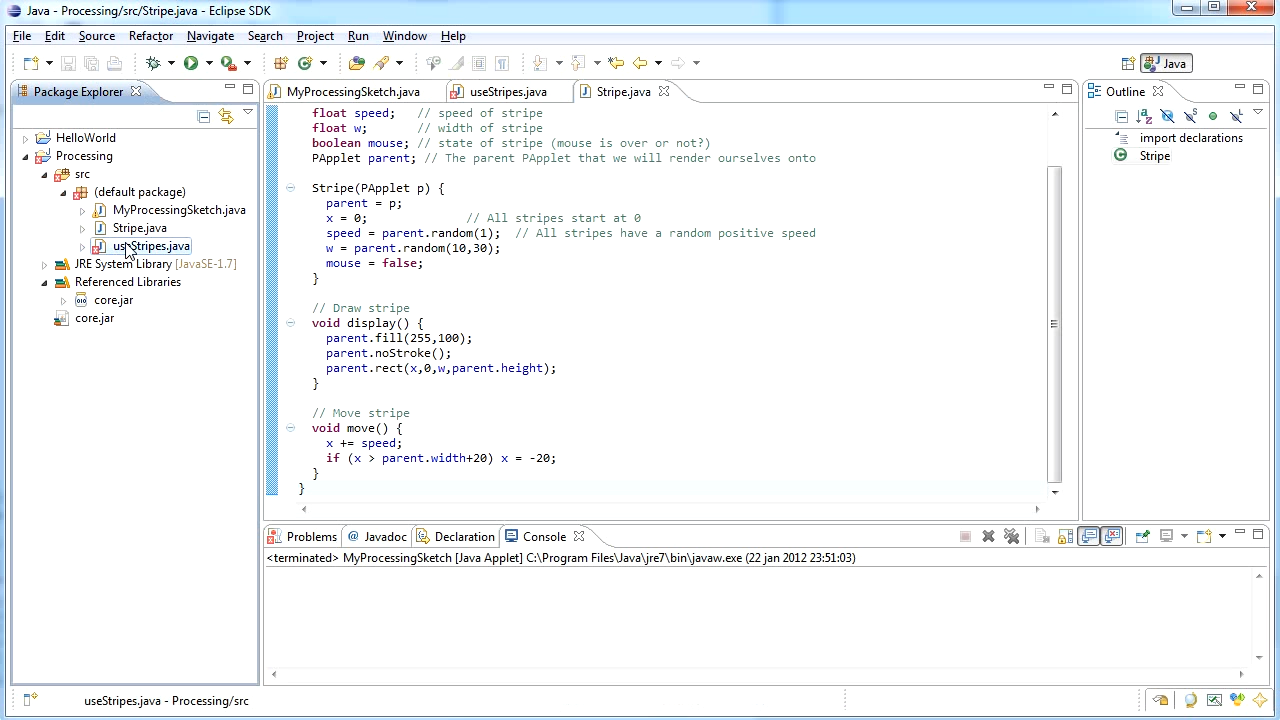 Java - Processing/src/Stripe.java - Eclipse SDK
File Edit Source Refactor Navigate Search Project Run Window Help
Java
Package Explorer
HelloWorld
Processing
src
(default package)
MyProcessingSketch.java
Stripe.java
useStripes.java
JRE System Library [JavaSE-1.7]
Referenced Libraries
core.jar
core.jar
MyProcessingSketch.java useStripes.java Stripe.java
float speed; // speed of stripe
float w; // width of stripe
boolean mouse; // state of stripe (mouse is over or not?)
PApplet parent; // The parent PApplet that we will render ourselves onto
Stripe(PApplet p) {
parent = p;
x = 0; // All stripes start at 0
speed = parent.random(1); // All stripes have a random positive speed
w = parent.random(10,30);
mouse = false;
}
// Draw stripe
void display() {
parent.fill(255,100);
parent.noStroke();
parent.rect(x,0,w,parent.height);
}
// Move stripe
void move() {
x += speed;
if (x > parent.width+20) x = -20;
}
}
Outline
import declarations
Stripe
Problems @ Javadoc Declaration Console
<terminated> MyProcessingSketch [Java Applet] C:\Program Files\Java\jre7\bin\javaw.exe (22 jan 2012 23:51:03)
useStripes.java - Processing/src